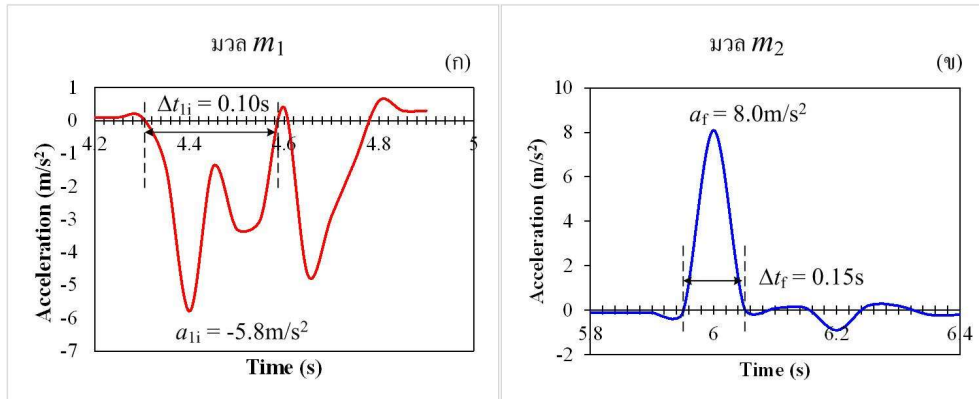 มวล m1
(ก)
Δt1i = 0.10s
a1i = -5.8m/s2
1
0
-1
-2
-3
-4
-5
-6
-7
4.2
4.4
4.6
4.8
5
Acceleration (m/s2)
Time (s)
มวล m2
(ข)
af = 8.0m/s2
Δtf = 0.15s
10
8
6
4
2
0
-2
5.8
6
6.2
6.4
Acceleration (m/s2)
Time (s)